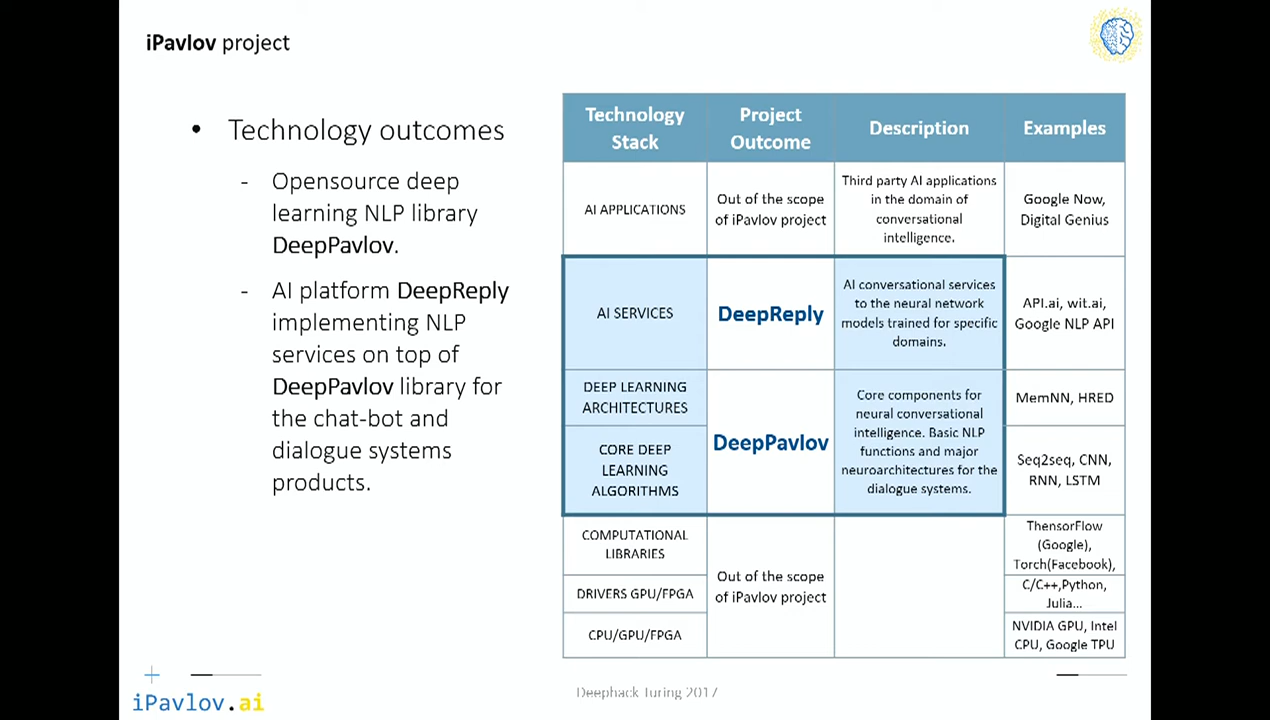 iPavlov project
• Technology outcomes
- Opensource deep
learning NLP library
DeepPavlov.
- AI platform DeepReply
implementing NLP
services on top of
DeepPavlov library for
the chat-bot and
dialogue systems
products.
Technology
Stack
Project
Outcome
Description
Examples
AI APPLICATIONS
Out of the scope
of iPavlov project
Third party AI applications
in the domain of
conversational
intelligence.
Google Now,
Digital Genius
AI SERVICES
DeepReply
AI conversational services
to the neural network
models trained for specific
domains.
API.ai, wit.ai,
Google NLP API
DEEP LEARNING
ARCHITECTURES
DeepPavlov
Core components for
neural conversational
intelligence. Basic NLP
functions and major
neuroarchitectures for the
dialogue systems.
MemNN, HRED
CORE DEEP
LEARNING
ALGORITHMS
Seq2seq, CNN,
RNN, LSTM
COMPUTATIONAL
LIBRARIES
Out of the scope
of iPavlov project
ThensorFlow
(Google),
Torch(Facebook),
DRIVERS GPU/FPGA
C/C++,Python,
Julia...
CPU/GPU/FPGA
NVIDIA GPU, Intel
CPU, Google TPU
iPavlov.ai
Deephack Turing 2017